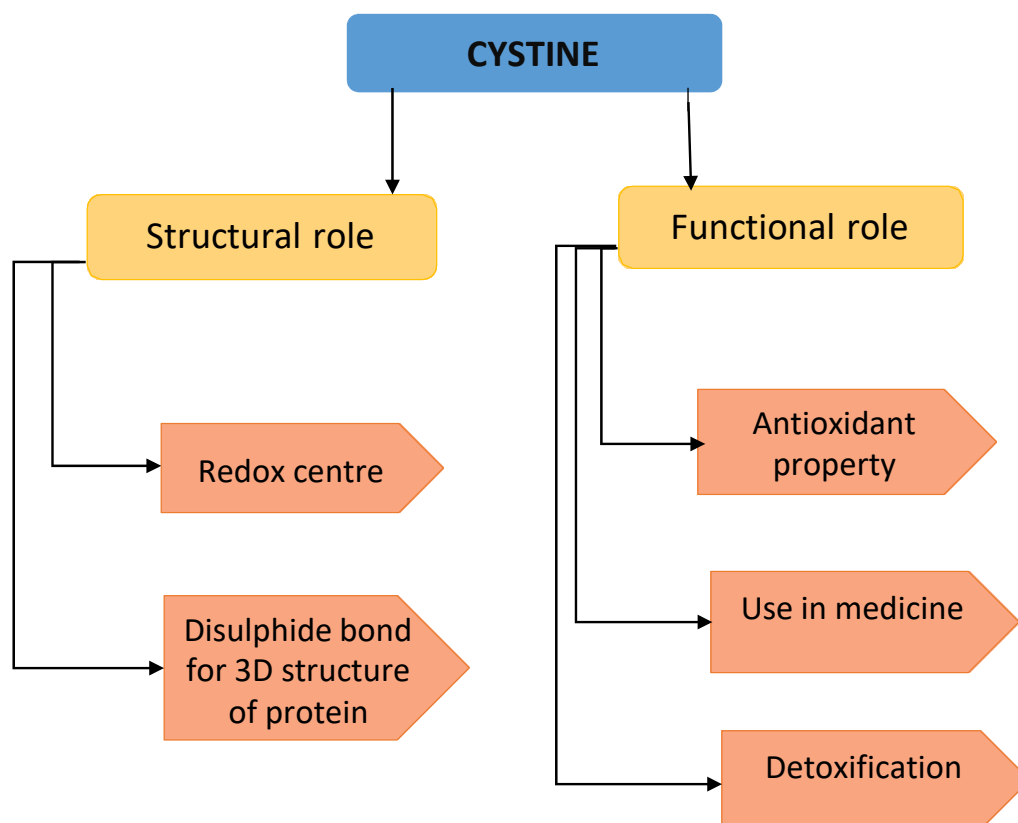 CYSTINE
Structural role
Functional role
Redox centre
Disulphide bond
for 3D structure
of protein
Antioxidant
property
Use in medicine
Detoxification